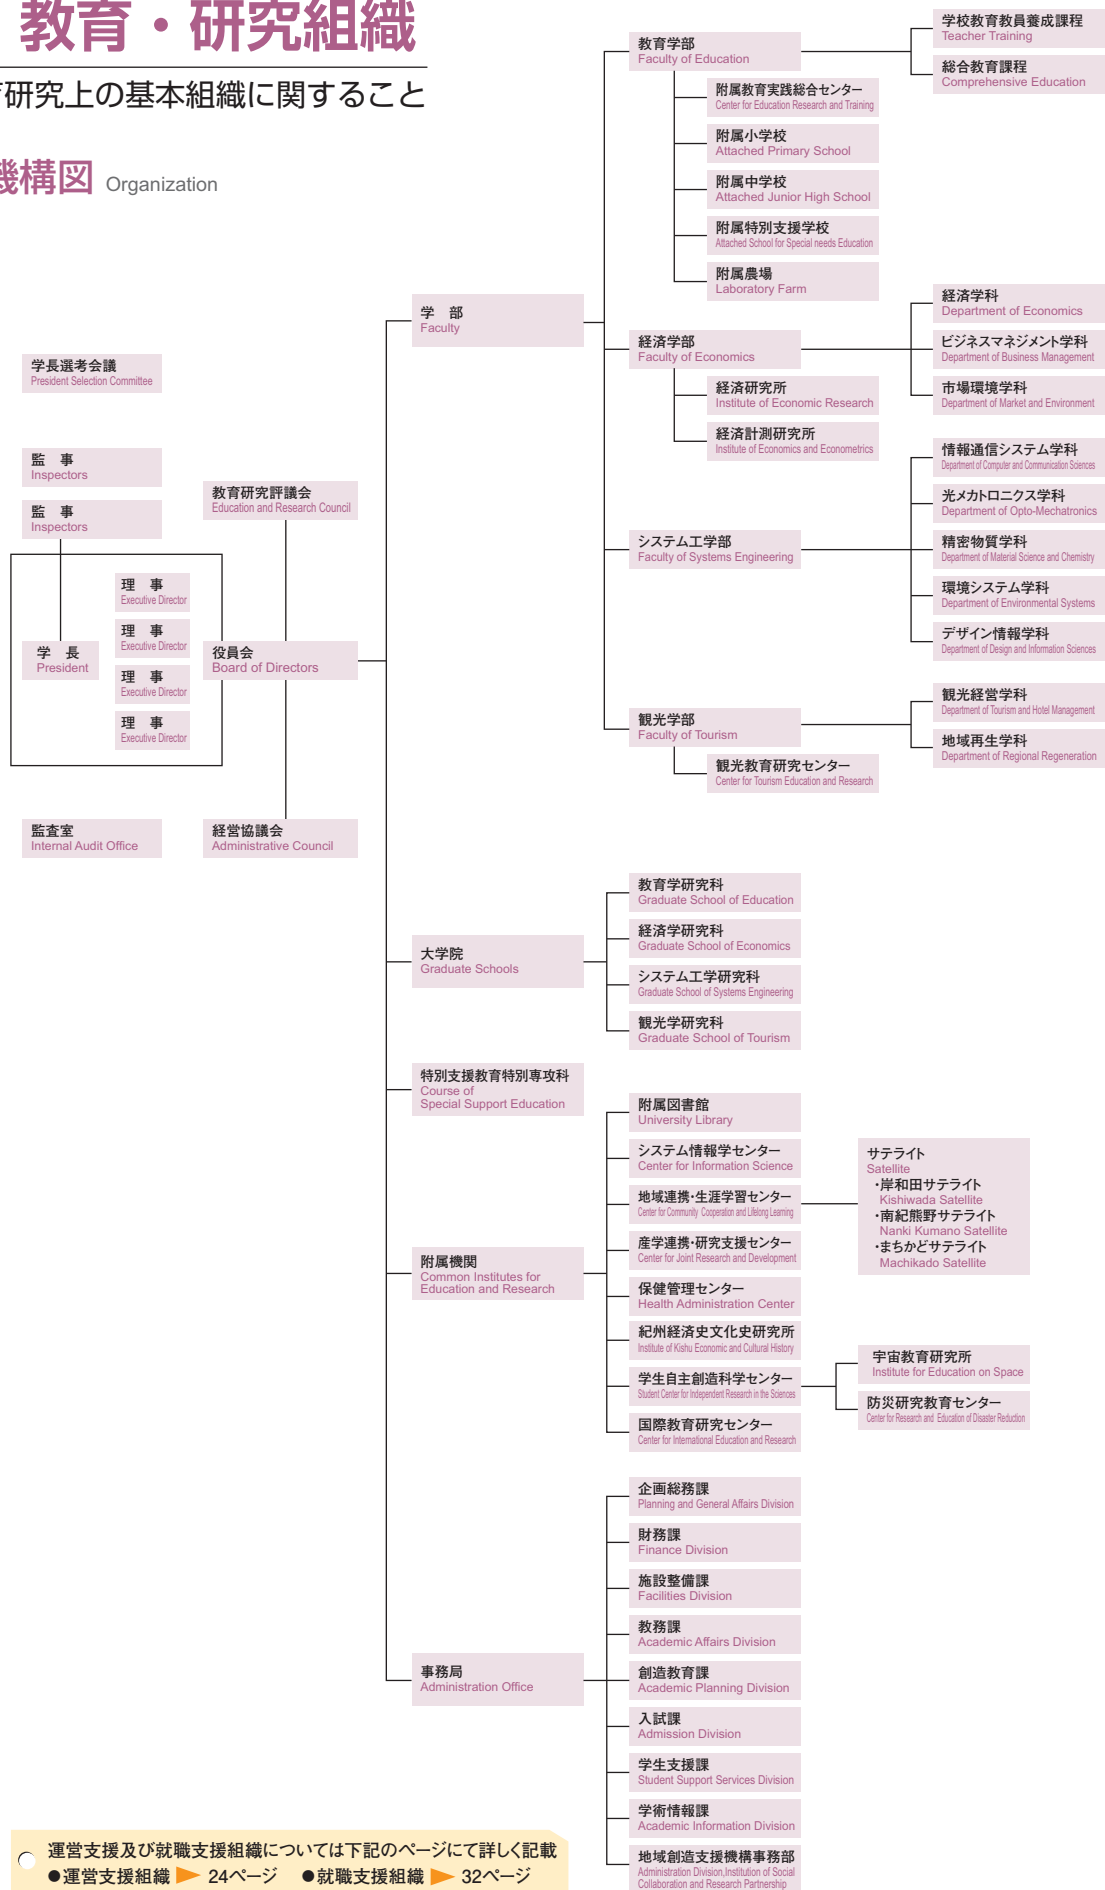 教育・研究組織
育研究上の基本組織に関すること
機構図 Organization
学長選考会議
President Selection Committee
監　事
Inspectors
監　事
Inspectors
学　長
President
理　事
Executive Director
理　事
Executive Director
理　事
Executive Director
理　事
Executive Director
監査室
Internal Audit Office
教育研究評議会
Education and Research Council
役員会
Board of Directors
経営協議会
Administrative Council
学　部
Faculty
教育学部
Faculty of Education
学校教育教員養成課程
Teacher Training
総合教育課程
Comprehensive Education
附属教育実践総合センター
Center for Education Research and Training
附属小学校
Attached Primary School
附属中学校
Attached Junior High School
附属特別支援学校
Attached School for Special needs Education
附属農場
Laboratory Farm
経済学部
Faculty of Economics
経済学科
Department of Economics
ビジネスマネジメント学科
Department of Business Management
市場環境学科
Department of Market and Environment
経済研究所
Institute of Economic Research
経済計測研究所
Institute of Economics and Econometrics
システム工学部
Faculty of Systems Engineering
情報通信システム学科
Department of Computer and Communication Sciences
光メカトロニクス学科
Department of Opto-Mechatronics
精密物質学科
Department of Material Science and Chemistry
環境システム学科
Department of Environmental Systems
デザイン情報学科
Department of Design and Information Sciences
観光学部
Faculty of Tourism
観光経営学科
Department of Tourism and Hotel Management
地域再生学科
Department of Regional Regeneration
観光教育研究センター
Center for Tourism Education and Research
大学院
Graduate Schools
教育学研究科
Graduate School of Education
経済学研究科
Graduate School of Economics
システム工学研究科
Graduate School of Systems Engineering
観光学研究科
Graduate School of Tourism
特別支援教育特別専攻科
Course of
Special Support Education
附属機関
Common Institutes for
Education and Research
附属図書館
University Library
システム情報学センター
Center for Information Science
地域連携・生涯学習センター
Center for Community Cooperation and Lifelong Learning
サテライト
Satellite
・岸和田サテライト
Kishiwada Satellite
・南紀熊野サテライト
Nanki Kumano Satellite
・まちかどサテライト
Machikado Satellite
産学連携・研究支援センター
Center for Joint Research and Development
保健管理センター
Health Administration Center
紀州経済史文化史研究所
Institute of Kishu Economic and Cultural History
学生自主創造科学センター
Student Center for Independent Research in the Sciences
宇宙教育研究所
Institute for Education on Space
防災研究教育センター
Center for Research and Education of Disaster Reduction
国際教育研究センター
Center for International Education and Research
事務局
Administration Office
企画総務課
Planning and General Affairs Division
財務課
Finance Division
施設整備課
Facilities Division
教務課
Academic Affairs Division
創造教育課
Academic Planning Division
入試課
Admission Division
学生支援課
Student Support Services Division
学術情報課
Academic Information Division
地域創造支援機構事務部
Administration Division,Institution of Social
Collaboration and Research Partnership
運営支援及び就職支援組織については下記のページにて詳しく記載
●運営支援組織 ▶ 24ページ ●就職支援組織 ▶ 32ページ